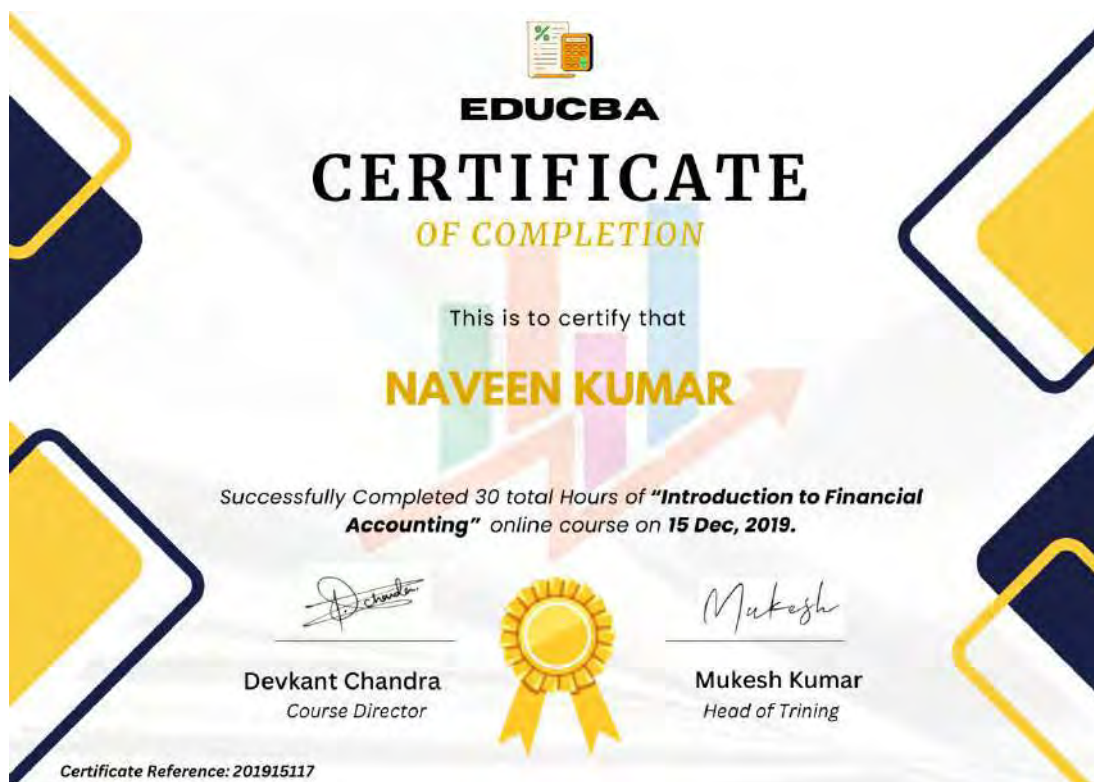 EDUCBA
CERTIFICATE
OF COMPLETION
This is to certify that
NAVEEN KUMAR
Successfully Completed 30 total Hours of “Introduction to Financial
Accounting” online course on 15 Dec, 2019.
D. chandra
Mukesh
Devkant Chandra
Mukesh Kumar
Course Director
Head of Trining
Certificate Reference: 201915117